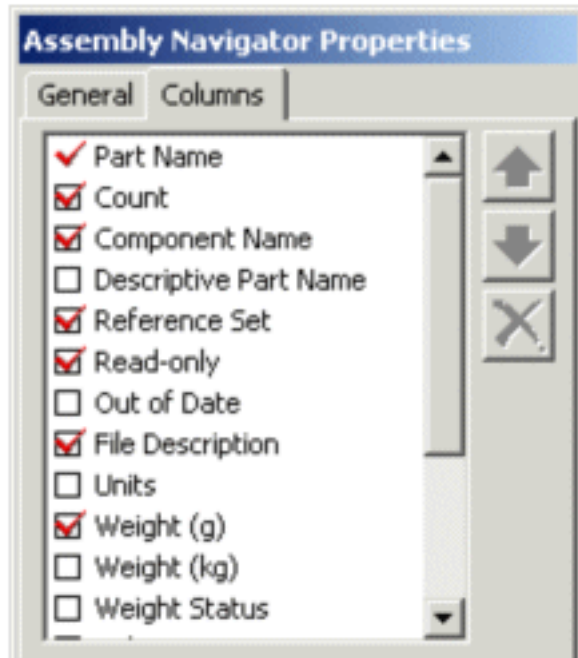 Assembly Navigator Properties
General Columns
Part Name
Count
Component Name
Descriptive Part Name
Reference Set
Read-only
Out of Date
File Description
Units
Weight (g)
Weight (kg)
Weight Status